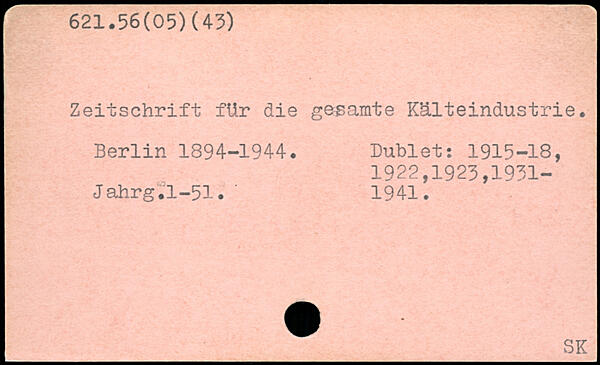 621.56(05)(43)
Zeitschrift für die gesamte Kälteindustrie.
Berlin 1894-1944.
Jahrg.1-51.
Dublet: 1915-18,
1922,1923,1931-
1941.
SK